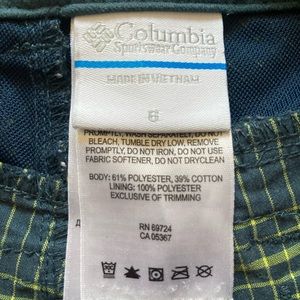 Columbia
Sportswear Company
MADE IN VIETNAM
6
PROMPTLY, WASH SEPARATELY, DO NOT
BLEACH, TUMBLE DRY LOW, REMOVE
PROMPTLY, DO NOT IRON, DO NOT USE
FABRIC SOFTENER, DO NOT DRYCLEAN
BODY: 61% POLYESTER, 39% COTTON
LINING: 100% POLYESTER
EXCLUSIVE OF TRIMMING
RN 69724
CA 05367